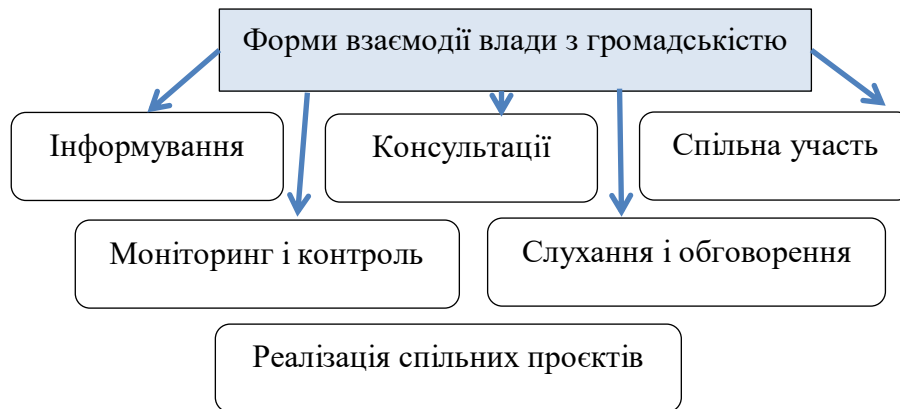 Форми взаємодії влади з громадськістю
Інформування
Консультації
Спільна участь
Моніторинг і контроль
Слухання і обговорення
Реалізація спільних проєктів